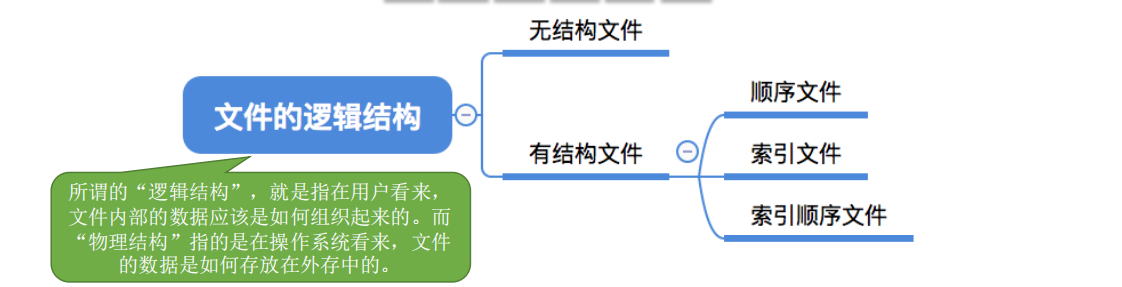 无结构文件
顺序文件
文件的逻辑结构
有结构文件
索引文件
索引顺序文件
所谓的“逻辑结构”，就是指在用户看来，
文件内部的数据应该是如何组织起来的。而
“物理结构”指的是在操作系统看来，文件
的数据是如何存放在外存中的。